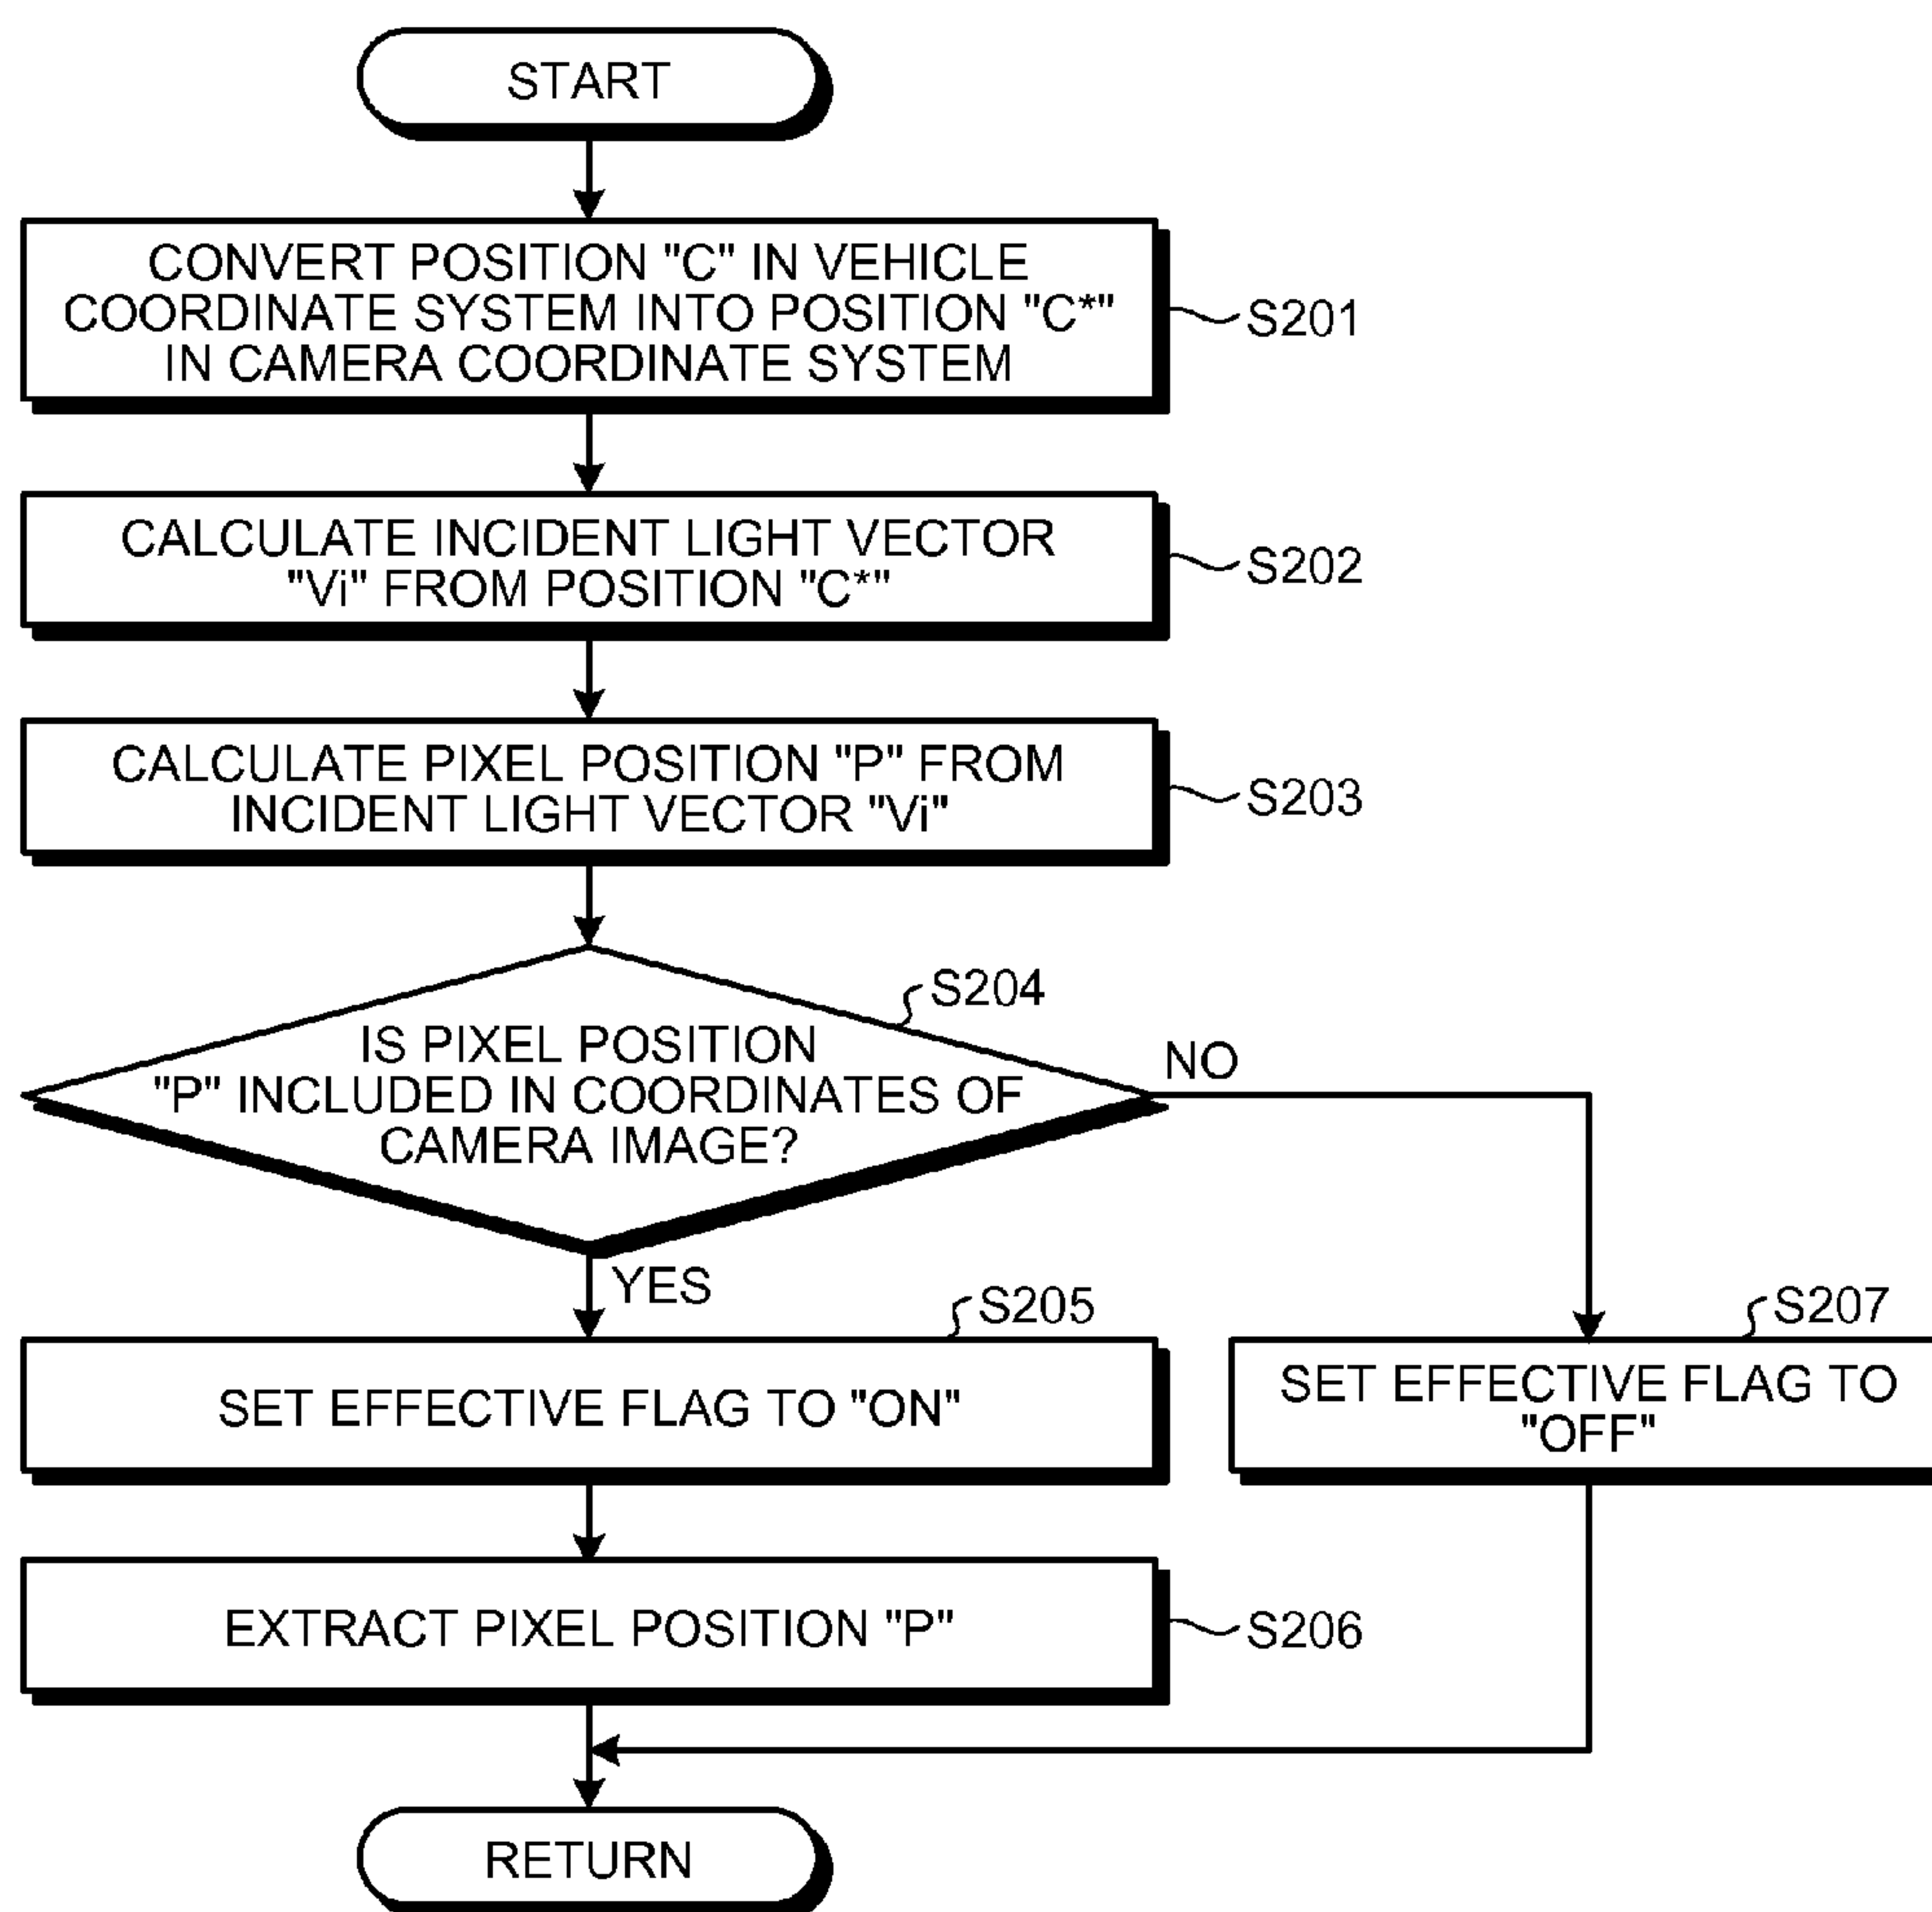 START
CONVERT POSITION "C" IN VEHICLE
COORDINATE SYSTEM INTO POSITION "C*"
IN CAMERA COORDINATE SYSTEM
S201
CALCULATE INCIDENT LIGHT VECTOR
"Vi" FROM POSITION "C*"
S202
CALCULATE PIXEL POSITION "P" FROM
INCIDENT LIGHT VECTOR "Vi"
S203
S204
IS PIXEL POSITION
"P" INCLUDED IN COORDINATES OF
CAMERA IMAGE?
NO
YES
S205
SET EFFECTIVE FLAG TO "ON"
S207
SET EFFECTIVE FLAG TO
"OFF"
EXTRACT PIXEL POSITION "P"
S206
RETURN